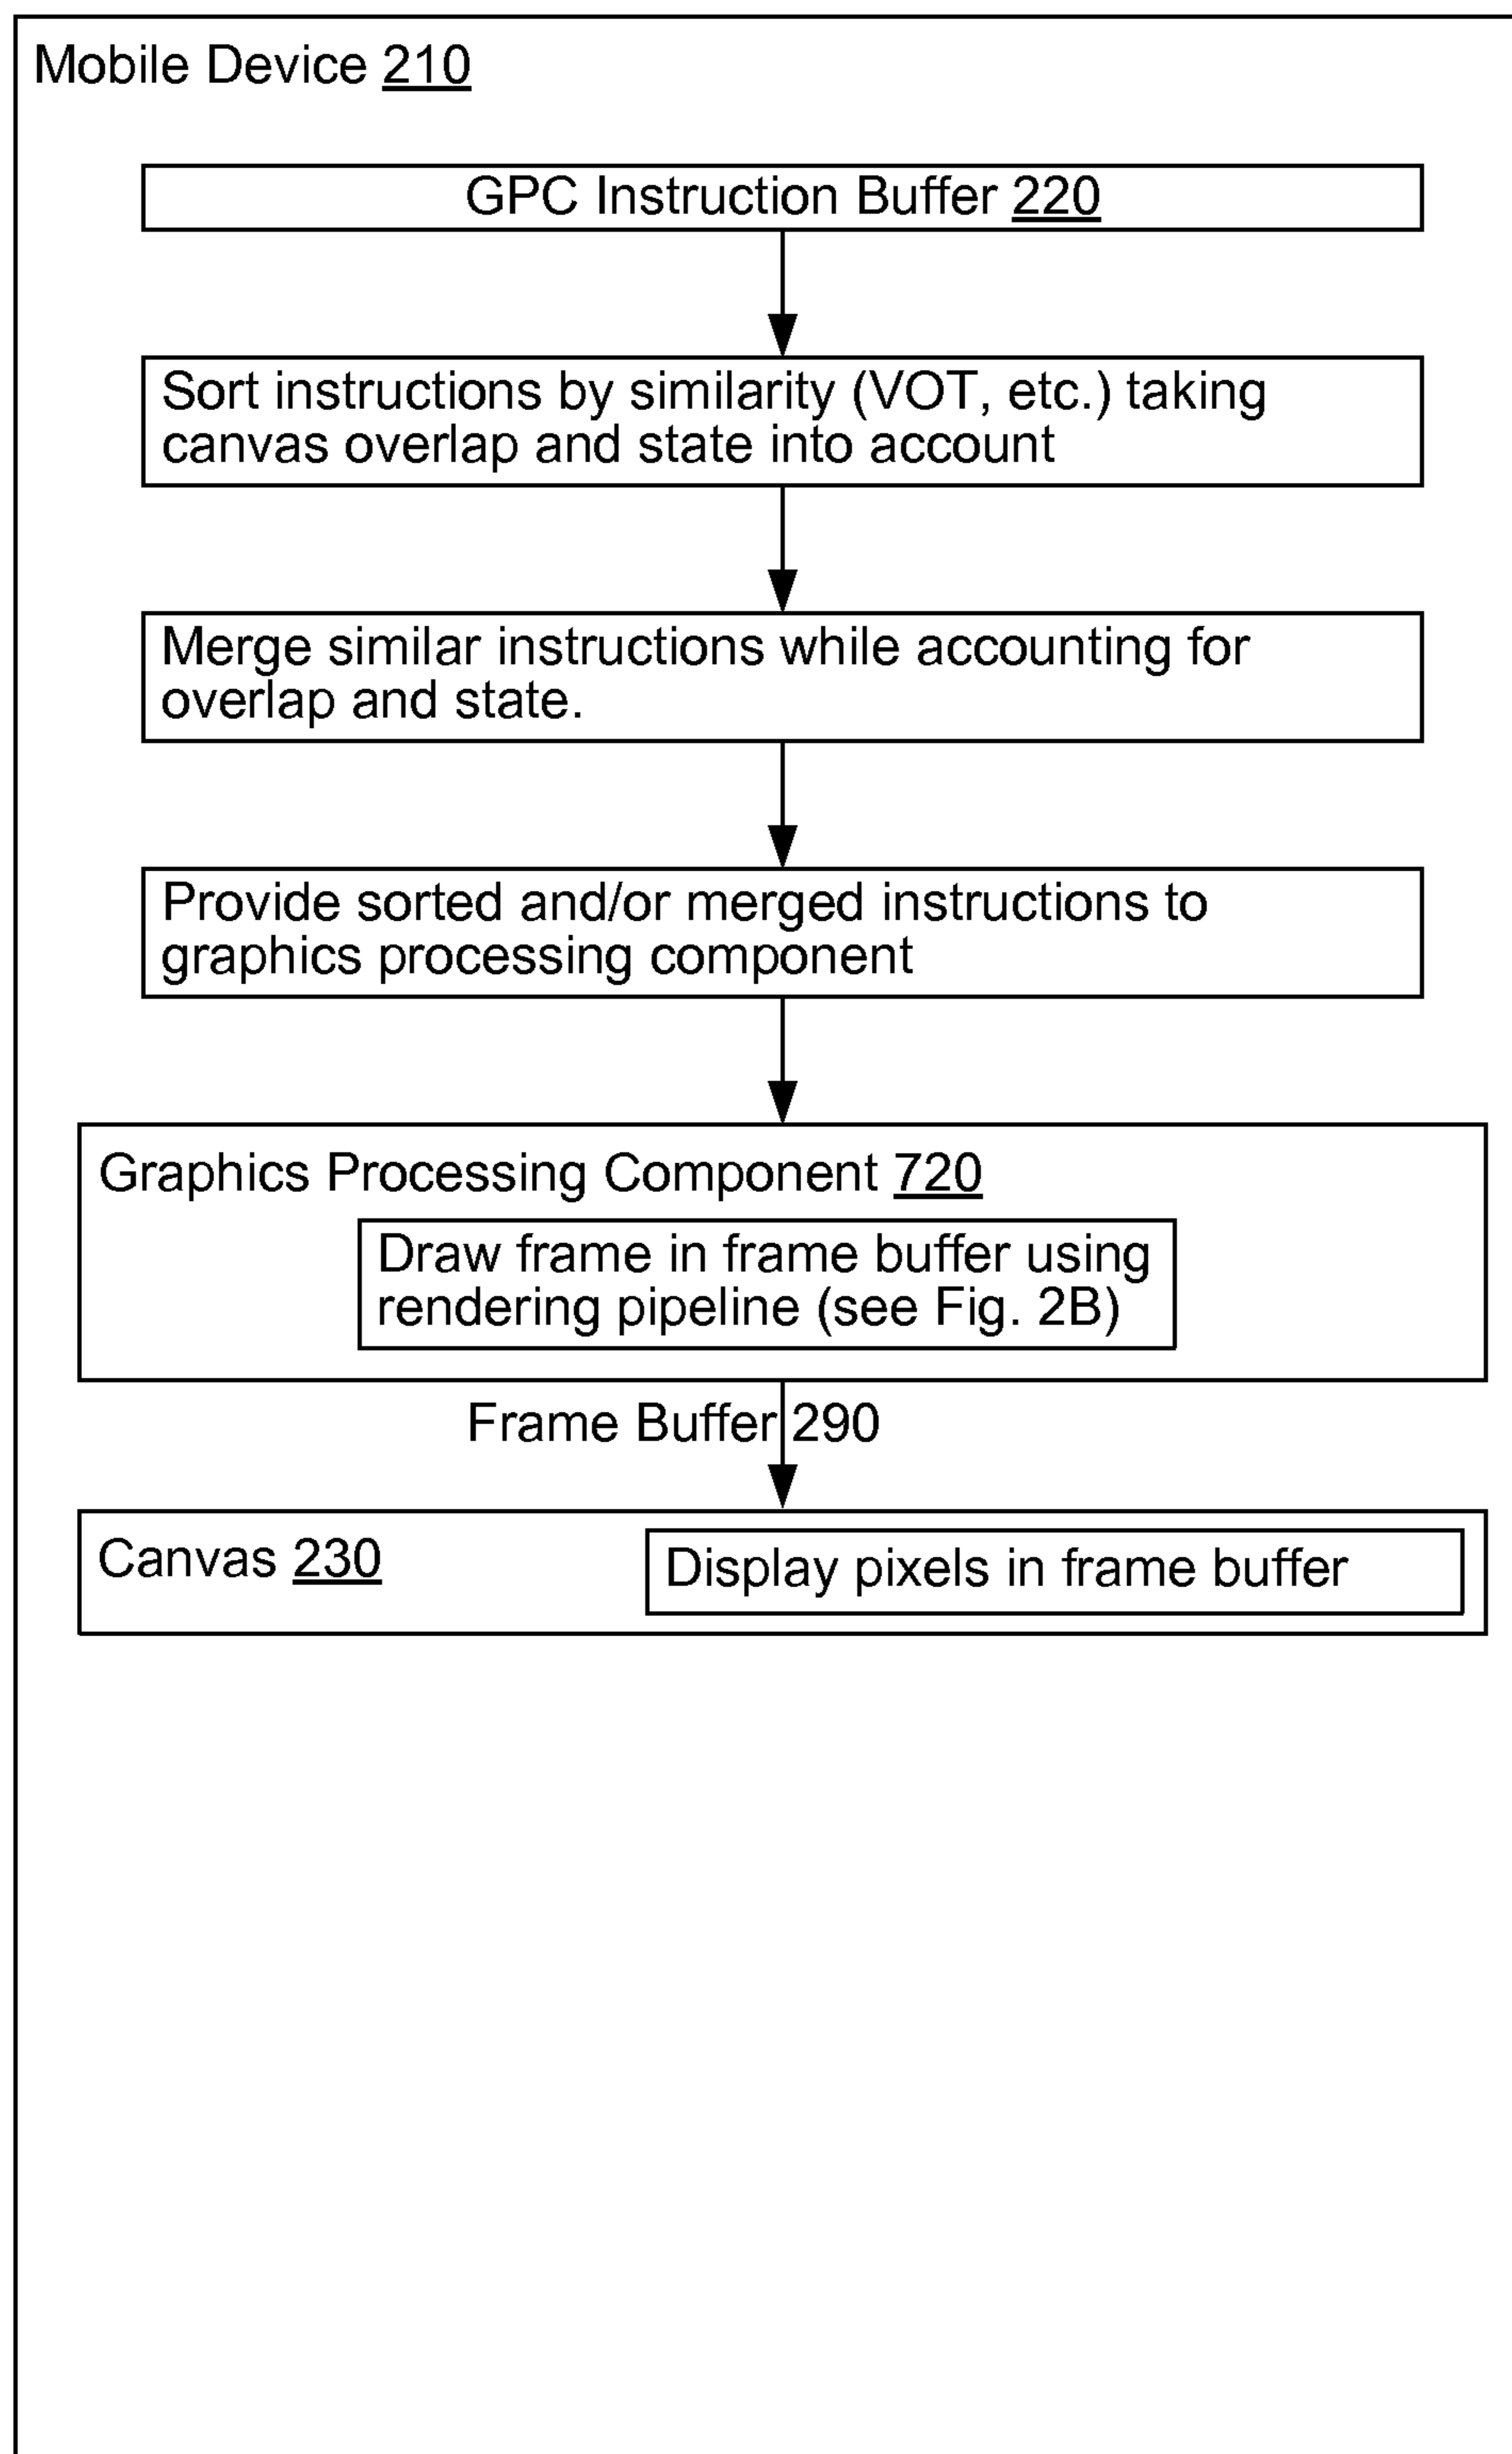 Mobile Device 210
GPC Instruction Buffer 220
Sort instructions by similarity (VOT, etc.) taking
canvas overlap and state into account
Merge similar instructions while accounting for
overlap and state.
Provide sorted and/or merged instructions to
graphics processing component
Graphics Processing Component 720
Draw frame in frame buffer using
rendering pipeline (see Fig. 2B)
Frame Buffer 290
Canvas 230
Display pixels in frame buffer